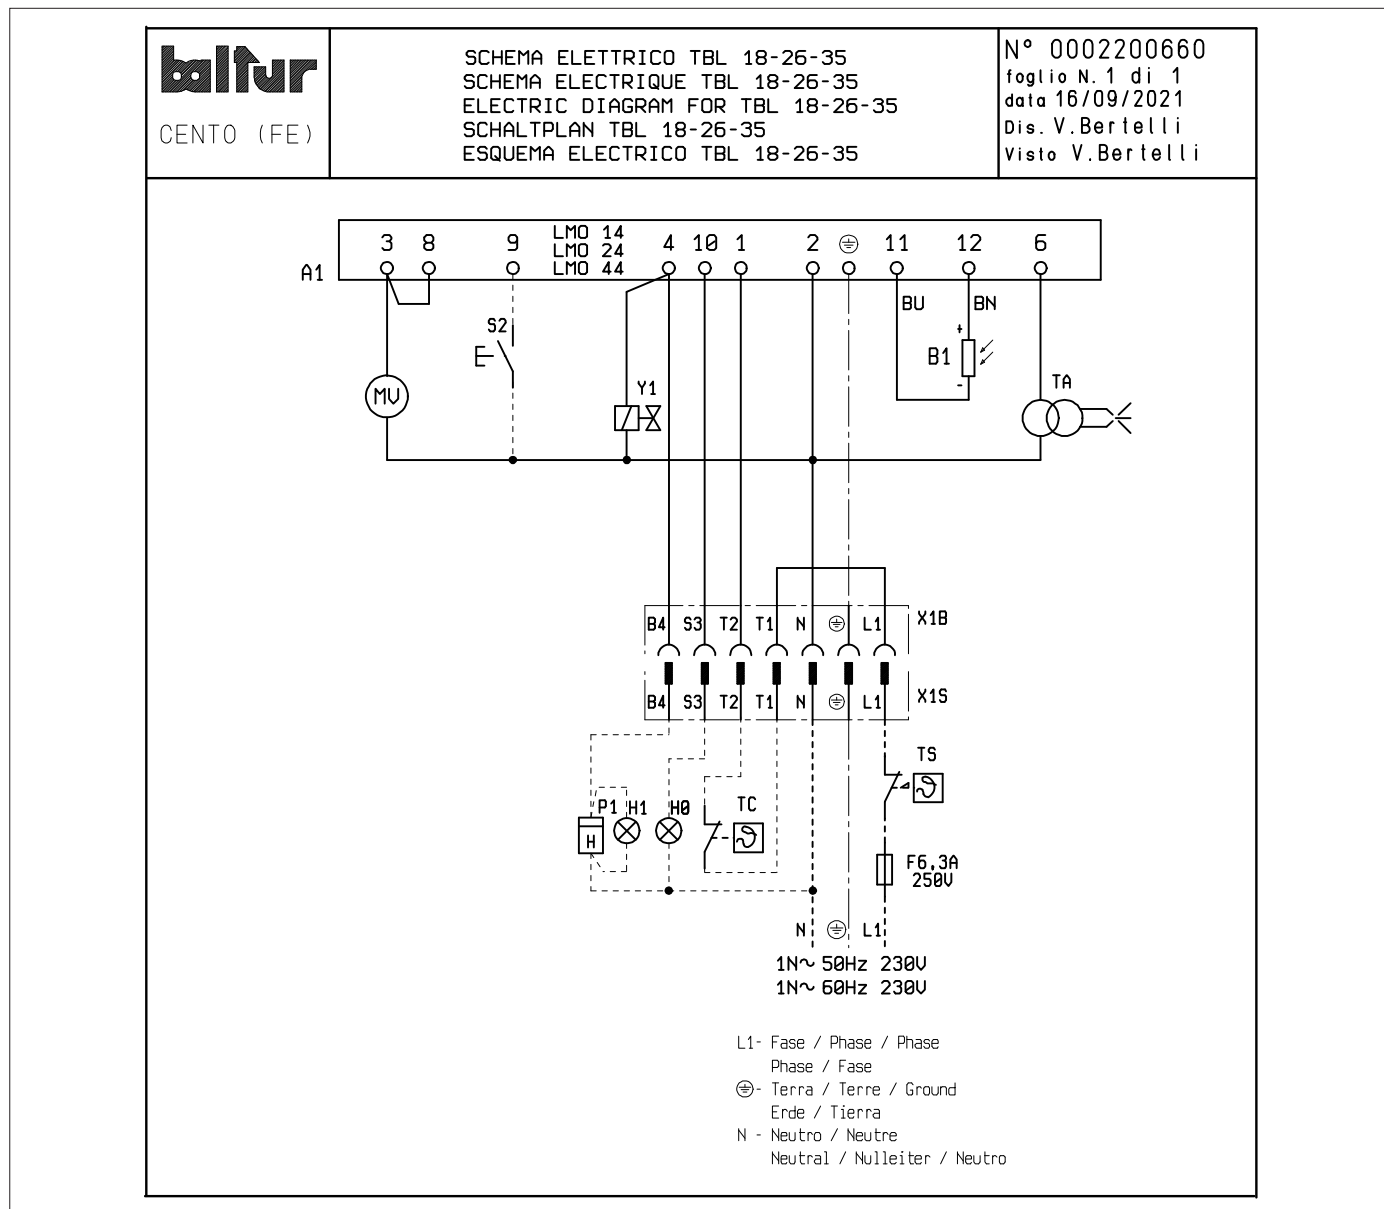 baltur
CENTO (FE)
SCHEMA ELETTRICO TBL 18-26-35
SCHEMA ELECTRIQUE TBL 18-26-35
ELECTRIC DIAGRAM FOR TBL 18-26-35
SCHALTPLAN TBL 18-26-35
ESQUEMA ELECTRICO TBL 18-26-35
N° 0002200660
foglio N. 1 di 1
data 16/09/2021
Dis. V.Bertelli
Visto V.Bertelli
LMO 14
LMO 24
LMO 44
3 8 9 4 10 1 2 11 12 6
A1
BU BN
S2
+
B1
-
MV
Y1
TA
B4 S3 T2 T1 N L1 X1B
B4 S3 T2 T1 N L1 X1S
TS
P1 H1 H0 TC
H
F6,3A
250V
N L1
1N~ 50Hz 230V
1N~ 60Hz 230V
L1- Fase / Phase / Phase
Phase / Fase
- Terra / Terre / Ground
Erde / Tierra
N - Neutro / Neutre
Neutral / Nulleiter / Neutro